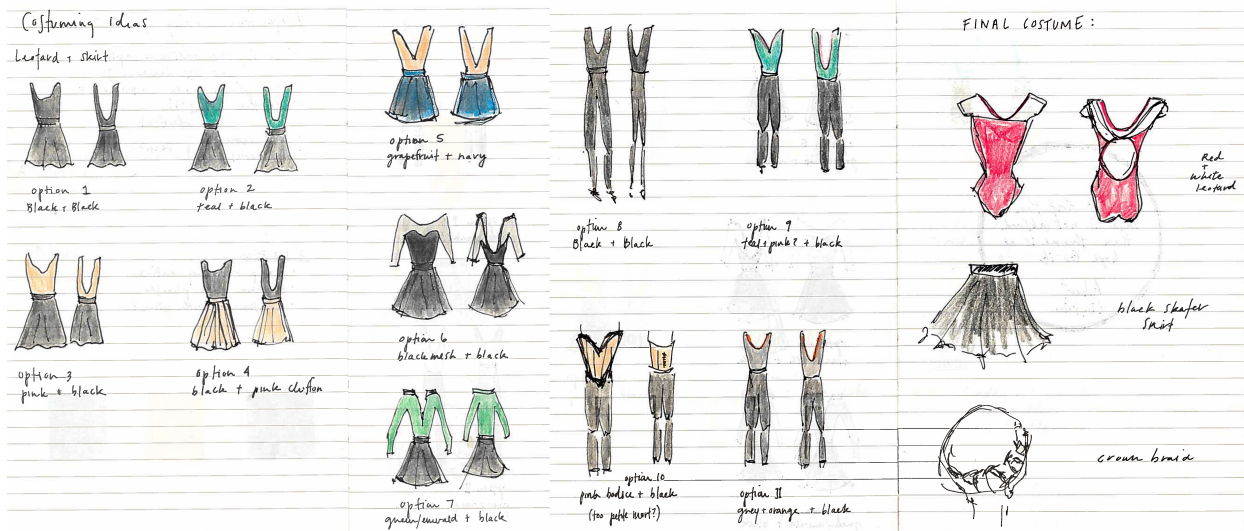 Costuming ideas
Leotard + skirt
option 1
Black + Black
option 2
teal + black
option 3
pink + black
option 4
black + pink chiffon
option 5
grapefruit + navy
option 6
black mesh + black
option 7
green/emerald + black
option 8
Black + Black
option 9
teal + pink? + black
option 10
pink bodice + black
(too petite mort?)
option 11
grey + orange + black
FINAL COSTUME:
Red
+
white
leotard
black skater
skirt
crown braid